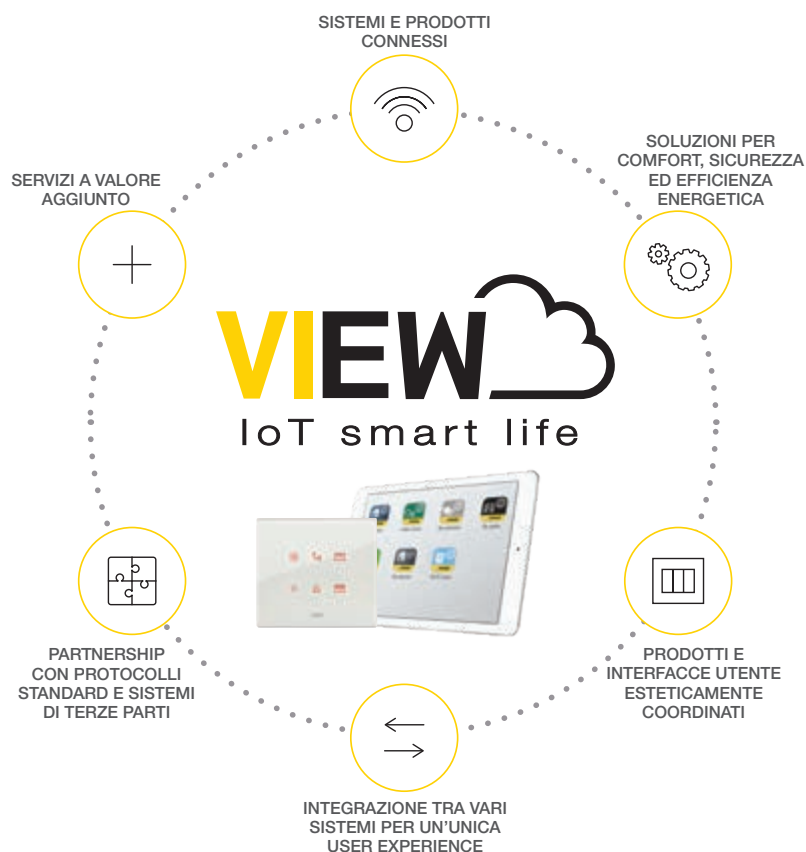 SISTEMI E PRODOTTI
CONNESSI
SOLUZIONI PER
COMFORT, SICUREZZA
ED EFFICIENZA
ENERGETICA
SERVIZI A VALORE
AGGIUNTO
VIEW
IoT smart life
PARTNERSHIP
CON PROTOCOLLI
STANDARD E SISTEMI
DI TERZE PARTI
PRODOTTI E
INTERFACCE UTENTE
ESTETICAMENTE
COORDINATI
INTEGRAZIONE TRA VARI
SISTEMI PER UN'UNICA
USER EXPERIENCE